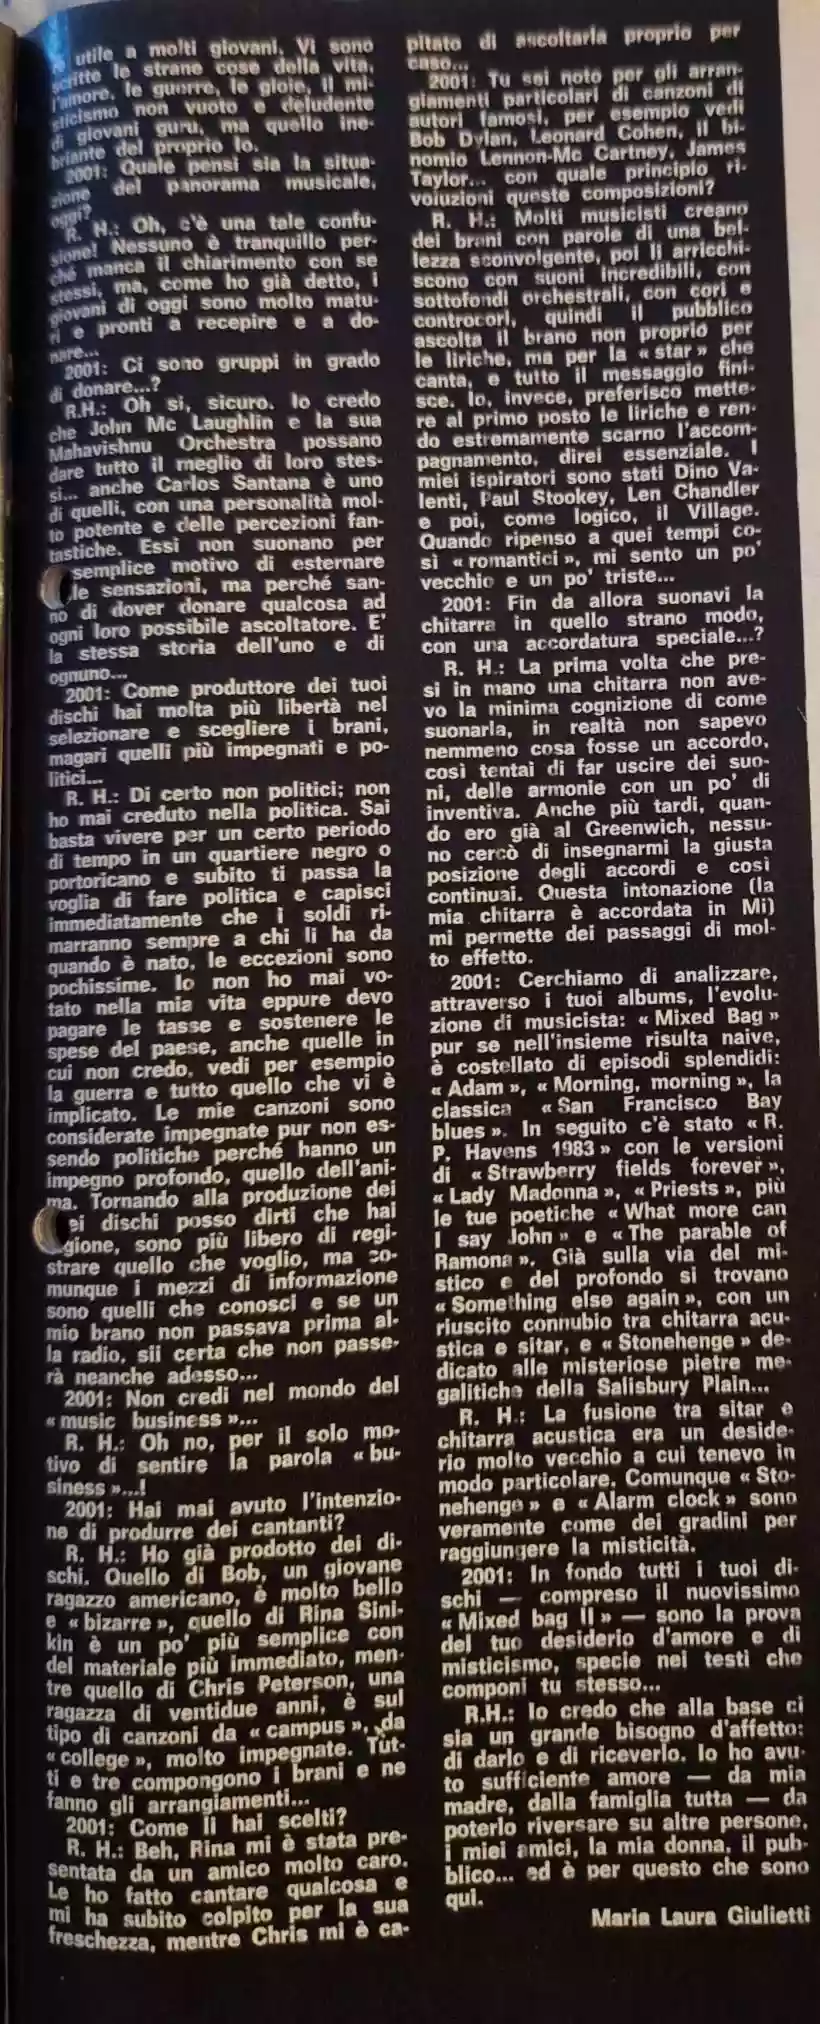 re utile a molti giovani. Vi sono
scritte le strane cose della vita,
l'amore, le guerre, le gioie, il mi-
sticismo non vuoto e deludente
di giovani guru, ma quello ine-
briante del proprio Io.
2001: Quale pensi sia la situa-
zione del panorama musicale,
oggi?
R. H.: Oh, c'è una tale confu-
sione! Nessuno è tranquillo per-
ché manca il chiarimento con se
stessi, ma, come ho già detto, i
giovani di oggi sono molto matu-
ri e pronti a recepire e a do-
nare...
2001: Ci sono gruppi in grado
di donare...?
R.H.: Oh si, sicuro. Io credo
che John Mc Laughlin e la sua
Mahavishnu Orchestra possano
dare tutto il meglio di loro stes-
si... anche Carlos Santana è uno
di quelli, con una personalità mol-
to potente e delle percezioni fan-
tastiche. Essi non suonano per
semplice motivo di esternare
le sensazioni, ma perché san-
no di dover donare qualcosa ad
ogni loro possibile ascoltatore. E'
la stessa storia dell'uno e di
ognuno...
2001: Come produttore dei tuoi
dischi hai molta più libertà nel
selezionare e scegliere i brani,
magari quelli più impegnati e po-
litici...
R. H.: Di certo non politici; non
ho mai creduto nella politica. Sai
basta vivere per un certo periodo
di tempo in un quartiere negro o
portoricano e subito ti passa la
voglia di fare politica e capisci
immediatamente che i soldi ri-
marranno sempre a chi li ha da
quando è nato, le eccezioni sono
pochissime. Io non ho mai vo-
tato nella mia vita eppure devo
pagare le tasse e sostenere le
spese del paese, anche quelle in
cui non credo, vedi per esempio
la guerra e tutto quello che vi è
implicato. Le mie canzoni sono
considerate impegnate pur non es-
sendo politiche perché hanno un
impegno profondo, quello dell'ani-
ma. Tornando alla produzione dei
ei dischi posso dirti che hai
gione, sono più libero di regi-
strare quello che voglio, ma co-
munque i mezzi di informazione
sono quelli che conosci e se un
mio brano non passava prima al-
la radio, sii certa che non passe-
rà neanche adesso...
2001: Non credi nel mondo del
« music business »...
R. H.: Oh no, per il solo mo-
tivo di sentire la parola « bu-
siness »...!
2001: Hai mai avuto l'intenzio-
ne di produrre dei cantanti?
R. H.: Ho già prodotto dei di-
schi. Quello di Bob, un giovane
ragazzo americano, è molto bello
e « bizarre », quello di Rina Sini-
kin è un po' più semplice con
del materiale più immediato, men-
tre quello di Chris Peterson, una
ragazza di ventidue anni, è sul
tipo di canzoni da « campus », da
« college », molto impegnate. Tut-
ti e tre compongono i brani e ne
fanno gli arrangiamenti...
2001: Come li hai scelti?
R. H.: Beh, Rina mi è stata pre-
sentata da un amico molto caro.
Le ho fatto cantare qualcosa e
mi ha subito colpito per la sua
freschezza, mentre Chris mi è ca-
pitato di ascoltarla proprio per
caso...
2001: Tu sei noto per gli arran-
giamenti particolari di canzoni di
autori famosi, per esempio vedi
Bob Dylan, Leonard Cohen, il bi-
nomio Lennon-Mc Cartney, James
Taylor... con quale principio ri-
voluzioni queste composizioni?
R. H.: Molti musicisti creano
dei brani con parole di una bel-
lezza sconvolgente, poi li arricchi-
scono con suoni incredibili, con
sottofondi orchestrali, con cori e
controcori, quindi il pubblico
ascolta il brano non proprio per
le liriche, ma per la « star » che
canta, e tutto il messaggio fini-
sce. Io, invece, preferisco mette-
re al primo posto le liriche e ren-
do estremamente scarno l'accom-
pagnamento, direi essenziale. I
miei ispiratori sono stati Dino Va-
lenti, Paul Stookey, Len Chandler
e poi, come logico, il Village.
Quando ripenso a quei tempi co-
sì « romantici », mi sento un po'
vecchio e un po' triste...
2001: Fin da allora suonavi la
chitarra in quello strano modo,
con una accordatura speciale...?
R. H.: La prima volta che pre-
si in mano una chitarra non ave-
vo la minima cognizione di come
suonarla, in realtà non sapevo
nemmeno cosa fosse un accordo,
così tentai di far uscire dei suo-
ni, delle armonie con un po' di
inventiva. Anche più tardi, quan-
do ero già al Greenwich, nessu-
no cercò di insegnarmi la giusta
posizione degli accordi e così
continuai. Questa intonazione (la
mia chitarra è accordata in Mi)
mi permette dei passaggi di mol-
to effetto.
2001: Cerchiamo di analizzare,
attraverso i tuoi albums, l'evolu-
zione di musicista: « Mixed Bag »
pur se nell'insieme risulta naive,
è costellato di episodi splendidi:
« Adam », « Morning, morning », la
classica « San Francisco Bay
blues ». In seguito c'è stato « R.
P. Havens 1983 » con le versioni
di « Strawberry fields forever »,
« Lady Madonna », « Priests », più
le tue poetiche « What more can
I say John » e « The parable of
Ramona ». Già sulla via del mi-
stico e del profondo si trovano
« Something else again », con un
riuscito connubio tra chitarra acu-
stica e sitar, e « Stonehenge » de-
dicato alle misteriose pietre me-
galitiche della Salisbury Plain...
R. H.: La fusione tra sitar e
chitarra acustica era un deside-
rio molto vecchio a cui tenevo in
modo particolare. Comunque « Sto-
nehenge » e « Alarm clock » sono
veramente come dei gradini per
raggiungere la misticità.
2001: In fondo tutti i tuoi di-
schi — compreso il nuovissimo
« Mixed bag II » — sono la prova
del tuo desiderio d'amore e di
misticismo, specie nei testi che
componi tu stesso...
R.H.: Io credo che alla base ci
sia un grande bisogno d'affetto:
di darlo e di riceverlo. Io ho avu-
to sufficiente amore — da mia
madre, dalla famiglia tutta — da
poterlo riversare su altre persone,
i miei amici, la mia donna, il pub-
blico... ed è per questo che sono
qui.
Maria Laura Giulietti